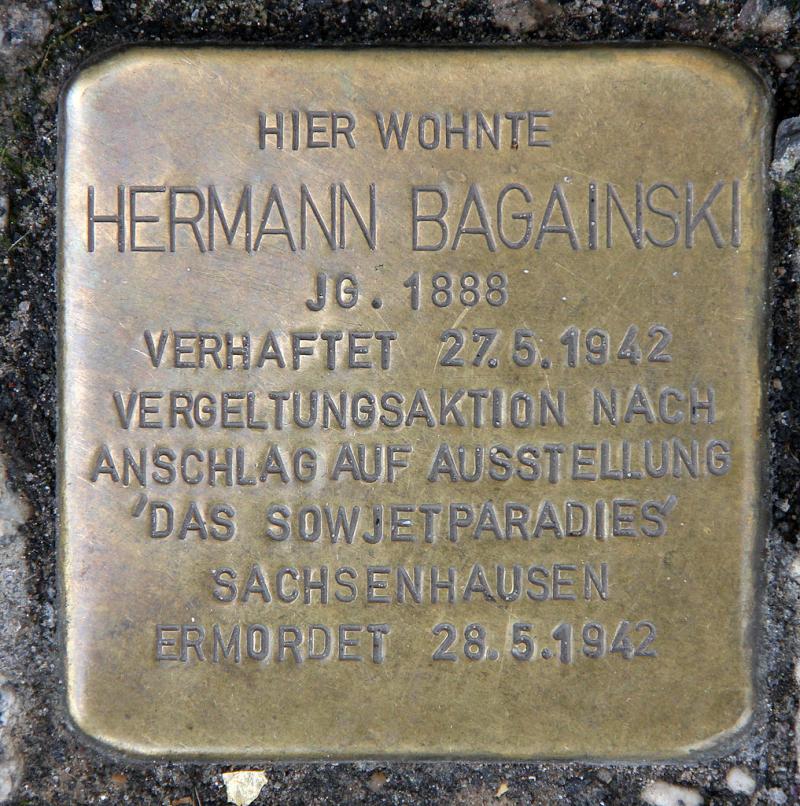 HIER WOHNTE
HERMANN BAGAINSKI
JG. 1888
VERHAFTET 27.5.1942
VERGELTUNGSAKTION NACH
ANSCHLAG AUF AUSSTELLUNG
'DAS SOWJETPARADIES'
SACHSENHAUSEN
ERMORDET 28.5.1942